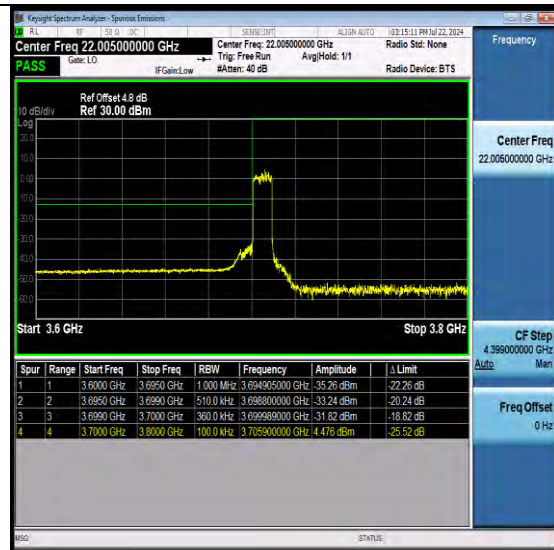 Keysight Spectrum Analyzer - Spurious Emissions
RL RF 50 Ω DC SENSE:INT ALIGN AUTO 03:15:11 PM Jul 22, 2024
Center Freq 22.005000000 GHz Center Freq: 22.005000000 GHz Radio Std: None
PASS Gate: LO Trig: Free Run Avg|Hold: 1/1
IFGain:Low #Atten: 40 dB Radio Device: BTS
Ref Offset 4.8 dB
10 dB/div Ref 30.00 dBm
Log
20.0
10.0
0.00
-10.0
-20.0
-30.0
-40.0
-50.0
-60.0
Start 3.6 GHz Stop 3.8 GHz
Spur Range Start Freq Stop Freq RBW Frequency Amplitude Δ Limit
1 1 3.6000 GHz 3.6950 GHz 1.000 MHz 3.694905000 GHz -35.26 dBm -22.26 dB
2 2 3.6950 GHz 3.6990 GHz 510.0 kHz 3.698800000 GHz -33.24 dBm -20.24 dB
3 3 3.6990 GHz 3.7000 GHz 360.0 kHz 3.699989000 GHz -31.82 dBm -18.82 dB
4 4 3.7000 GHz 3.8000 GHz 100.0 kHz 3.705900000 GHz 4.476 dBm -25.52 dB
MSG STATUS
Frequency
Center Freq
22.005000000 GHz
CF Step
4.399000000 GHz
Auto Man
Freq Offset
0 Hz